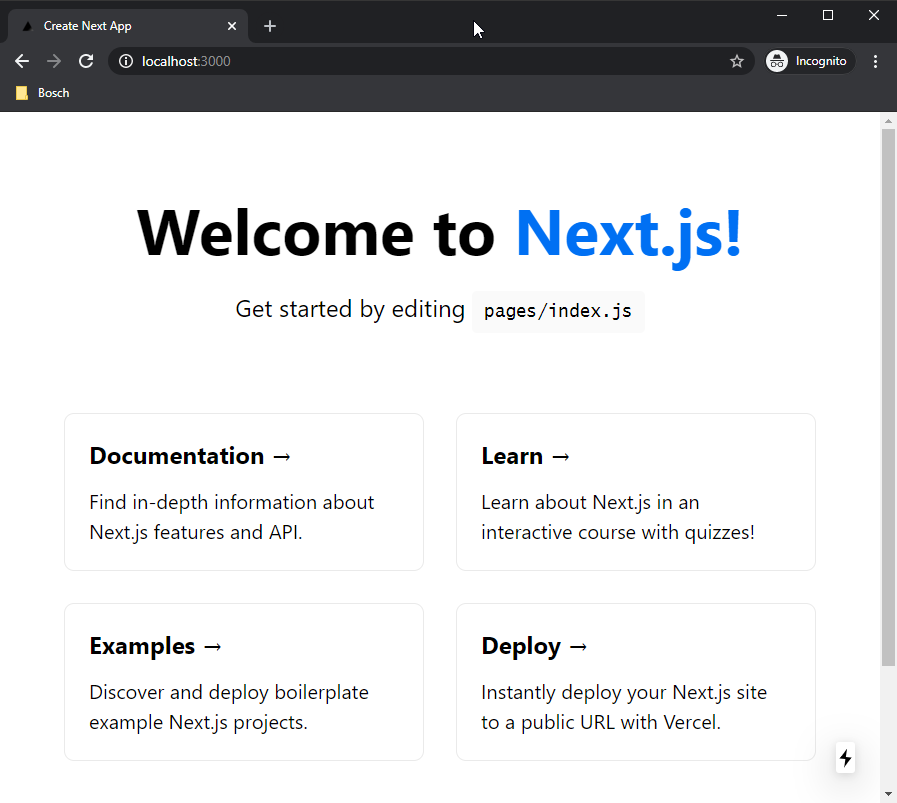 Create Next App
localhost:3000
Incognito
Bosch
Welcome to Next.js!
Get started by editing pages/index.js
Documentation →
Find in-depth information about
Next.js features and API.
Learn →
Learn about Next.js in an
interactive course with quizzes!
Examples →
Discover and deploy boilerplate
example Next.js projects.
Deploy →
Instantly deploy your Next.js site
to a public URL with Vercel.